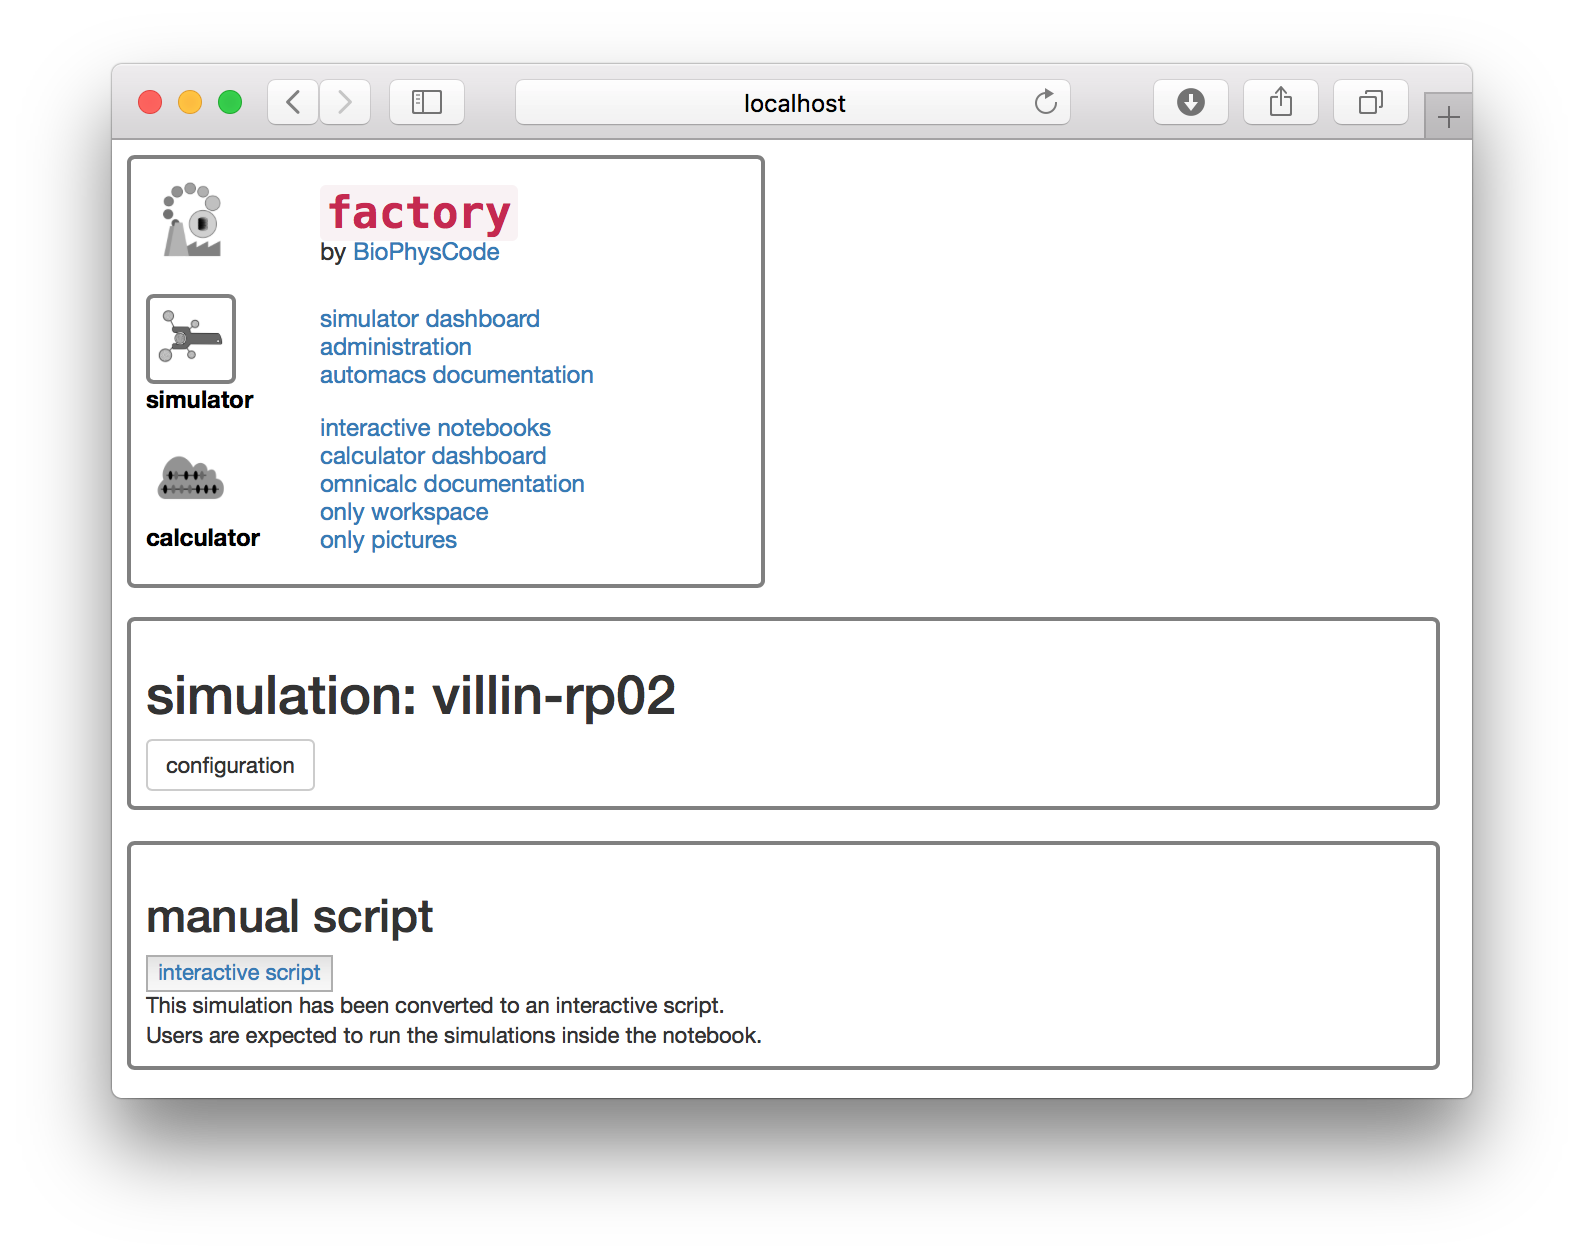 localhost
factory
by BioPhysCode
simulator dashboard
administration
automacs documentation
simulator
interactive notebooks
calculator dashboard
omnicalc documentation
only workspace
only pictures
calculator
simulation: villin-rp02
configuration
manual script
interactive script
This simulation has been converted to an interactive script.
Users are expected to run the simulations inside the notebook.